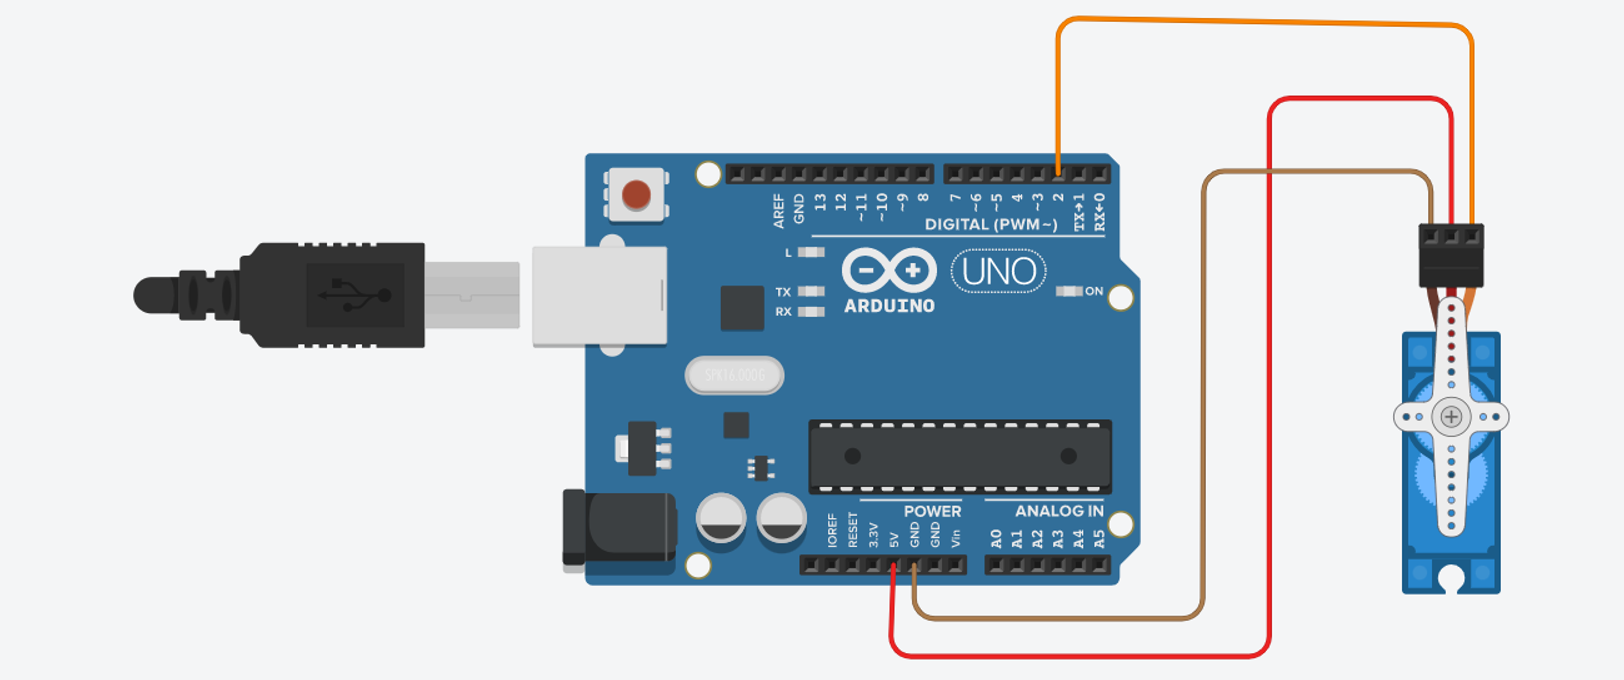 AREF
GND
13
12
~11
~10
~9
8
7
~6
~5
4
~3
2
TX→1
RX←0
DIGITAL (PWM~)
L
TX
RX
ARDUINO
UNO
ON
SPK16.000G
POWER
ANALOG IN
IOREF
RESET
3.3V
5V
GND
GND
Vin
A0
A1
A2
A3
A4
A5